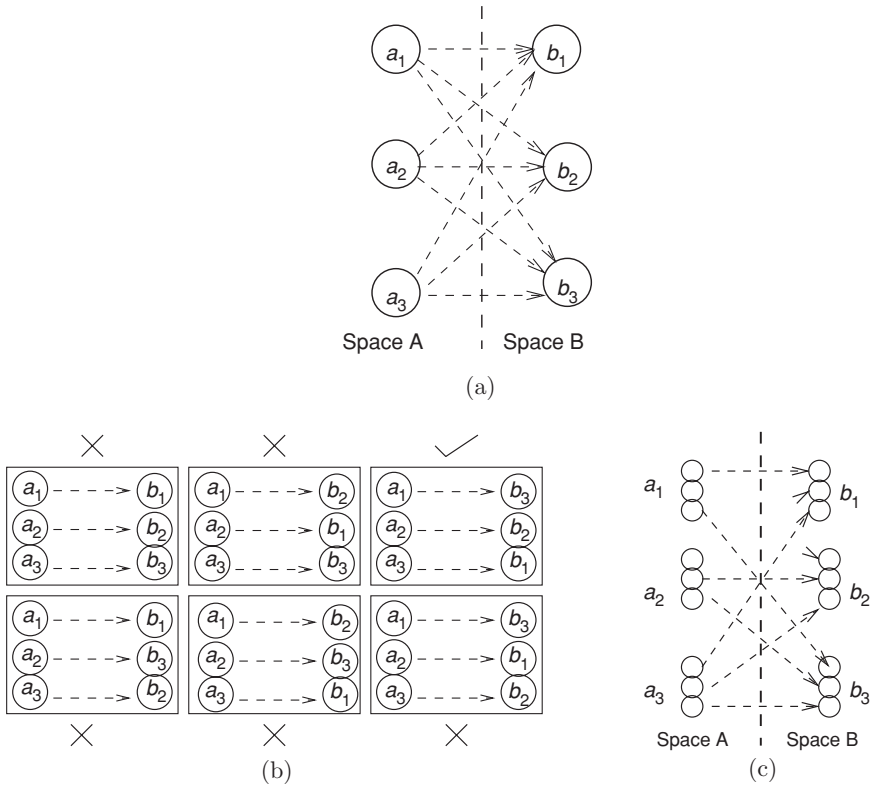 a1 b1
a2 b2
a3 b3
Space A Space B
(a)
a1 b1 a1 b2 a1 b3
a2 b2 a2 b1 a2 b2
a3 b3 a3 b3 a3 b1
a1 b1 a1 b2 a1 b3
a2 b3 a2 b3 a2 b1
a3 b2 a3 b1 a3 b2
(b)
a1 b1
a2 b2
a3 b3
Space A Space B
(c)